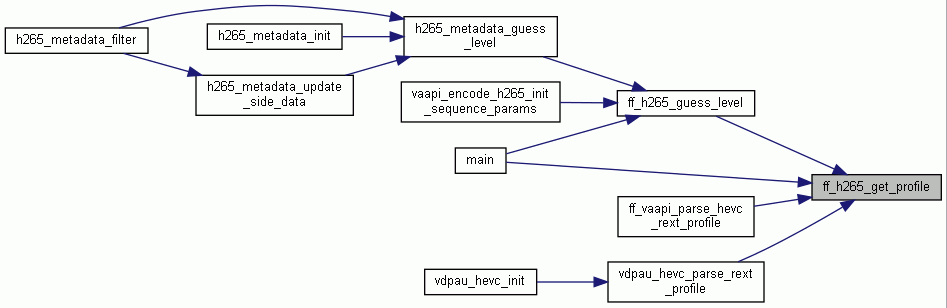 h265_metadata_filter
h265_metadata_init
h265_metadata_guess
_level
h265_metadata_update
_side_data
vaapi_encode_h265_init
_sequence_params
ff_h265_guess_level
main
ff_h265_get_profile
ff_vaapi_parse_hevc
_rext_profile
vdpau_hevc_init
vdpau_hevc_parse_rext
_profile